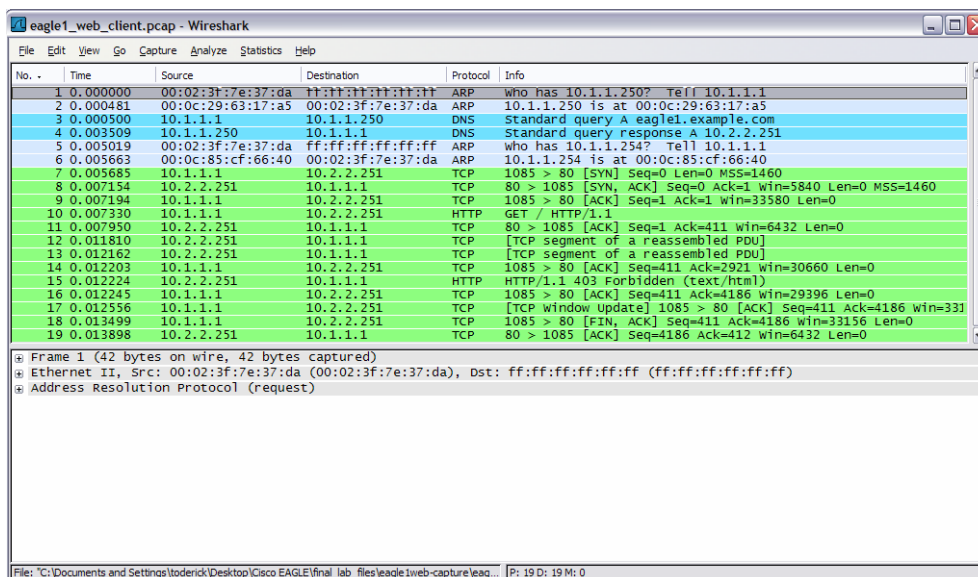 eagle1_web_client.pcap - Wireshark
File Edit View Go Capture Analyze Statistics Help
No. - Time Source Destination Protocol Info
1 0.000000 00:02:3f:7e:37:da ff:ff:ff:ff:ff:ff ARP Who has 10.1.1.250? Tell 10.1.1.1
2 0.000481 00:0c:29:63:17:a5 00:02:3f:7e:37:da ARP 10.1.1.250 is at 00:0c:29:63:17:a5
3 0.000500 10.1.1.1 10.1.1.250 DNS Standard query A eagle1.example.com
4 0.003509 10.1.1.250 10.1.1.1 DNS Standard query response A 10.2.2.251
5 0.005019 00:02:3f:7e:37:da ff:ff:ff:ff:ff:ff ARP Who has 10.1.1.254? Tell 10.1.1.1
6 0.005663 00:0c:85:cf:66:40 00:02:3f:7e:37:da ARP 10.1.1.254 is at 00:0c:85:cf:66:40
7 0.005685 10.1.1.1 10.2.2.251 TCP 1085 > 80 [SYN] Seq=0 Len=0 MSS=1460
8 0.007154 10.2.2.251 10.1.1.1 TCP 80 > 1085 [SYN, ACK] Seq=0 Ack=1 Win=5840 Len=0 MSS=1460
9 0.007194 10.1.1.1 10.2.2.251 TCP 1085 > 80 [ACK] Seq=1 Ack=1 Win=33580 Len=0
10 0.007330 10.1.1.1 10.2.2.251 HTTP GET / HTTP/1.1
11 0.007950 10.2.2.251 10.1.1.1 TCP 80 > 1085 [ACK] Seq=1 Ack=411 Win=6432 Len=0
12 0.011810 10.2.2.251 10.1.1.1 TCP [TCP segment of a reassembled PDU]
13 0.012162 10.2.2.251 10.1.1.1 TCP [TCP segment of a reassembled PDU]
14 0.012203 10.1.1.1 10.2.2.251 TCP 1085 > 80 [ACK] Seq=411 Ack=2921 Win=30660 Len=0
15 0.012224 10.2.2.251 10.1.1.1 HTTP HTTP/1.1 403 Forbidden (text/html)
16 0.012245 10.1.1.1 10.2.2.251 TCP 1085 > 80 [ACK] Seq=411 Ack=4186 Win=29396 Len=0
17 0.012556 10.1.1.1 10.2.2.251 TCP [TCP Window Update] 1085 > 80 [ACK] Seq=411 Ack=4186 Win=331
18 0.013499 10.1.1.1 10.2.2.251 TCP 1085 > 80 [FIN, ACK] Seq=411 Ack=4186 Win=33156 Len=0
19 0.013898 10.2.2.251 10.1.1.1 TCP 80 > 1085 [ACK] Seq=4186 Ack=412 Win=6432 Len=0
Frame 1 (42 bytes on wire, 42 bytes captured)
Ethernet II, Src: 00:02:3f:7e:37:da (00:02:3f:7e:37:da), Dst: ff:ff:ff:ff:ff:ff (ff:ff:ff:ff:ff:ff)
Address Resolution Protocol (request)
File: "C:\Documents and Settings\toderick\Desktop\Cisco EAGLE\final_lab_files\eagle1web-capture\eag... P: 19 D: 19 M: 0